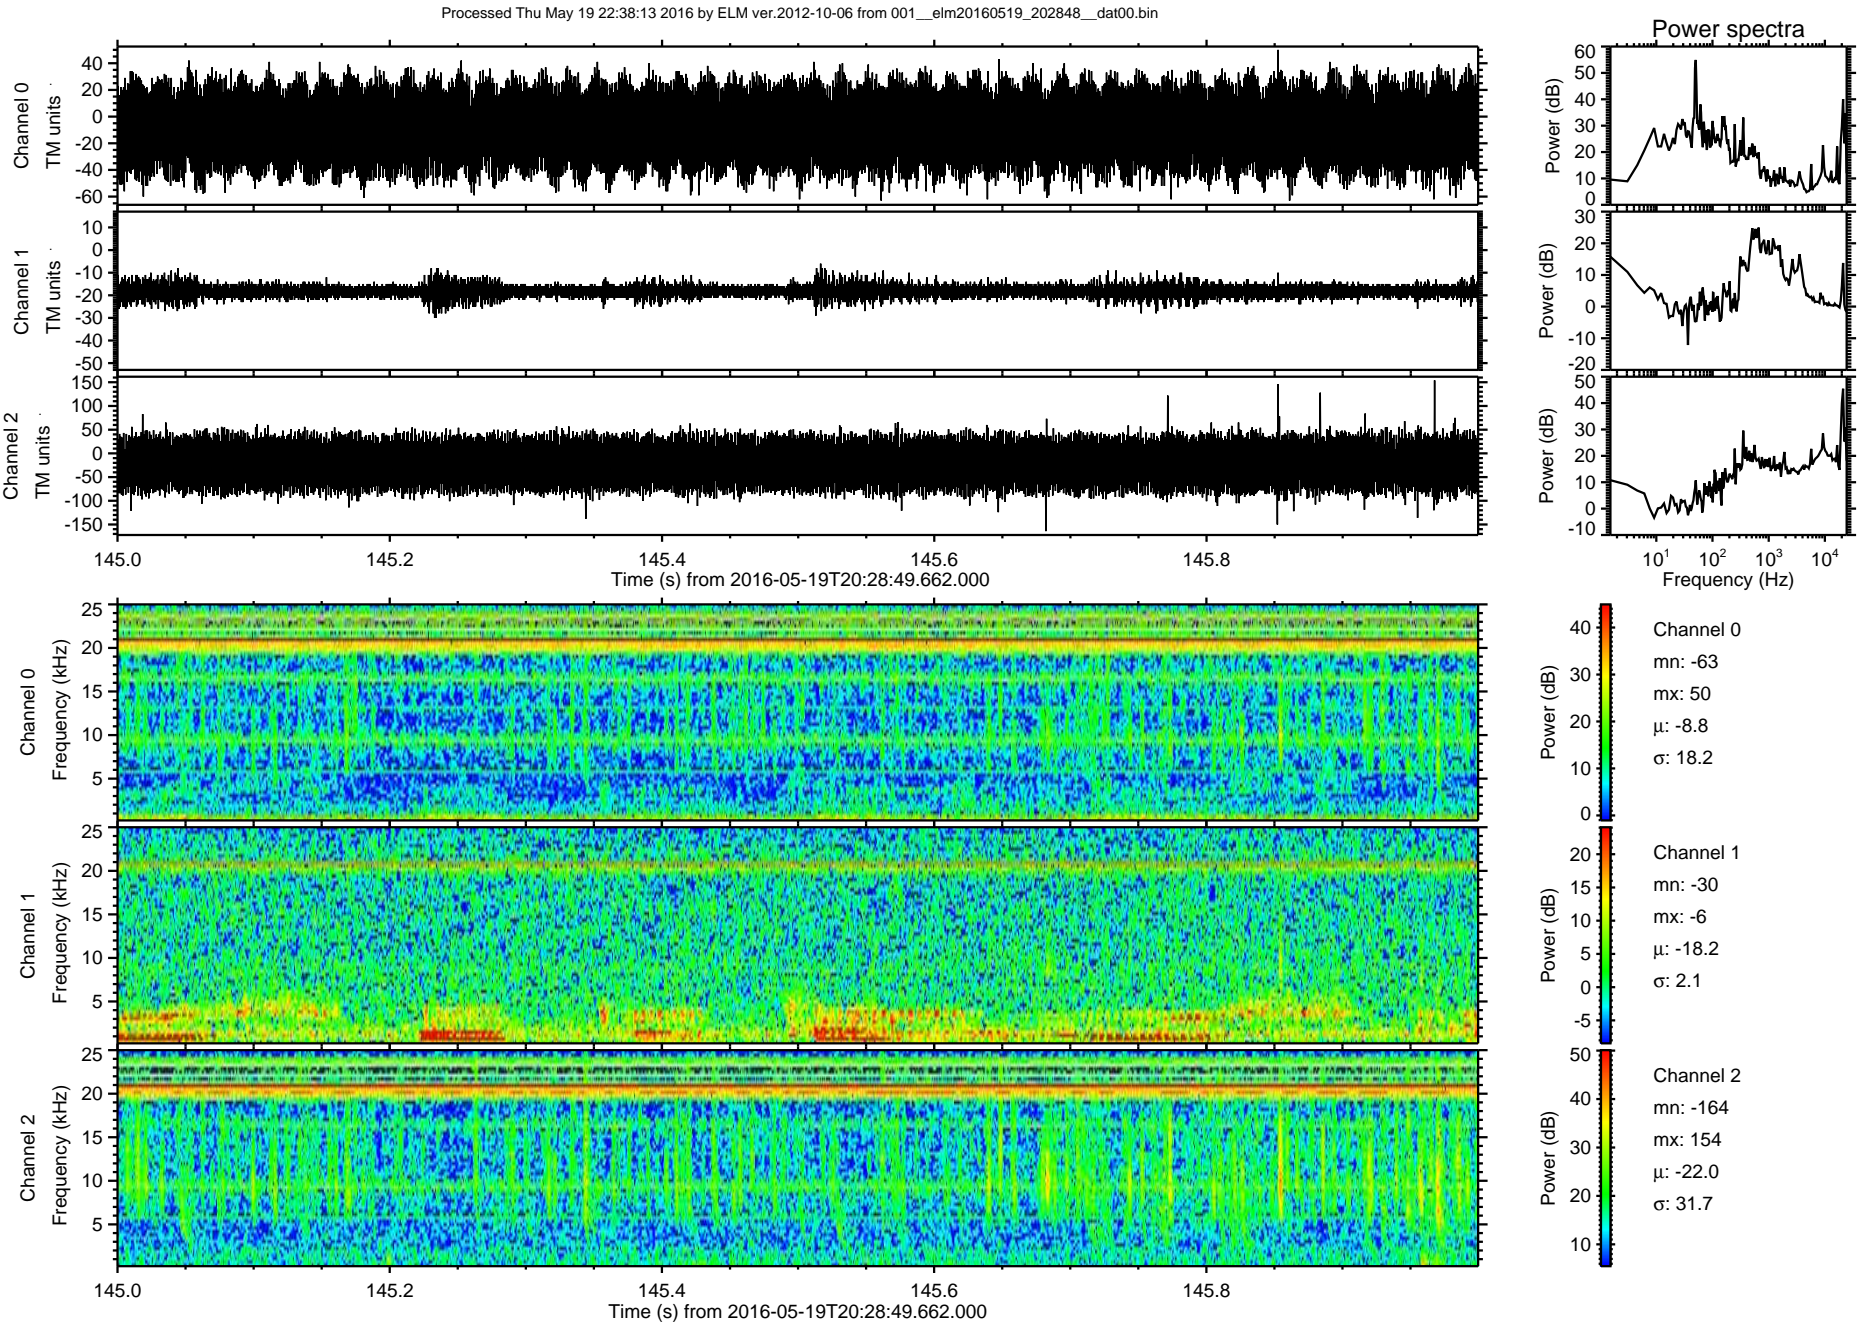 Processed Thu May 19 22:38:13 2016 by ELM ver.2012-10-06 from 001__elm20160519_202848__dat00.bin
Power spectra
Channel 0
TM units
40
20
0
-20
-40
-60
Power (dB)
60
50
40
30
20
10
0
Channel 1
TM units
10
0
-10
-20
-30
-40
-50
Power (dB)
30
20
10
0
-10
-20
Channel 2
TM units
150
100
50
0
-50
-100
-150
Power (dB)
50
40
30
20
10
0
-10
145.0 145.2 145.4 145.6 145.8
Time (s) from 2016-05-19T20:28:49.662.000
10^1 10^2 10^3 10^4
Frequency (Hz)
Channel 0
Frequency (kHz)
25
20
15
10
5
Power (dB)
40
30
20
10
0
Channel 0
mn: -63
mx: 50
μ: -8.8
σ: 18.2
Channel 1
Frequency (kHz)
25
20
15
10
5
Power (dB)
20
15
10
5
0
-5
Channel 1
mn: -30
mx: -6
μ: -18.2
σ: 2.1
Channel 2
Frequency (kHz)
25
20
15
10
5
Power (dB)
50
40
30
20
10
Channel 2
mn: -164
mx: 154
μ: -22.0
σ: 31.7
145.0 145.2 145.4 145.6 145.8
Time (s) from 2016-05-19T20:28:49.662.000